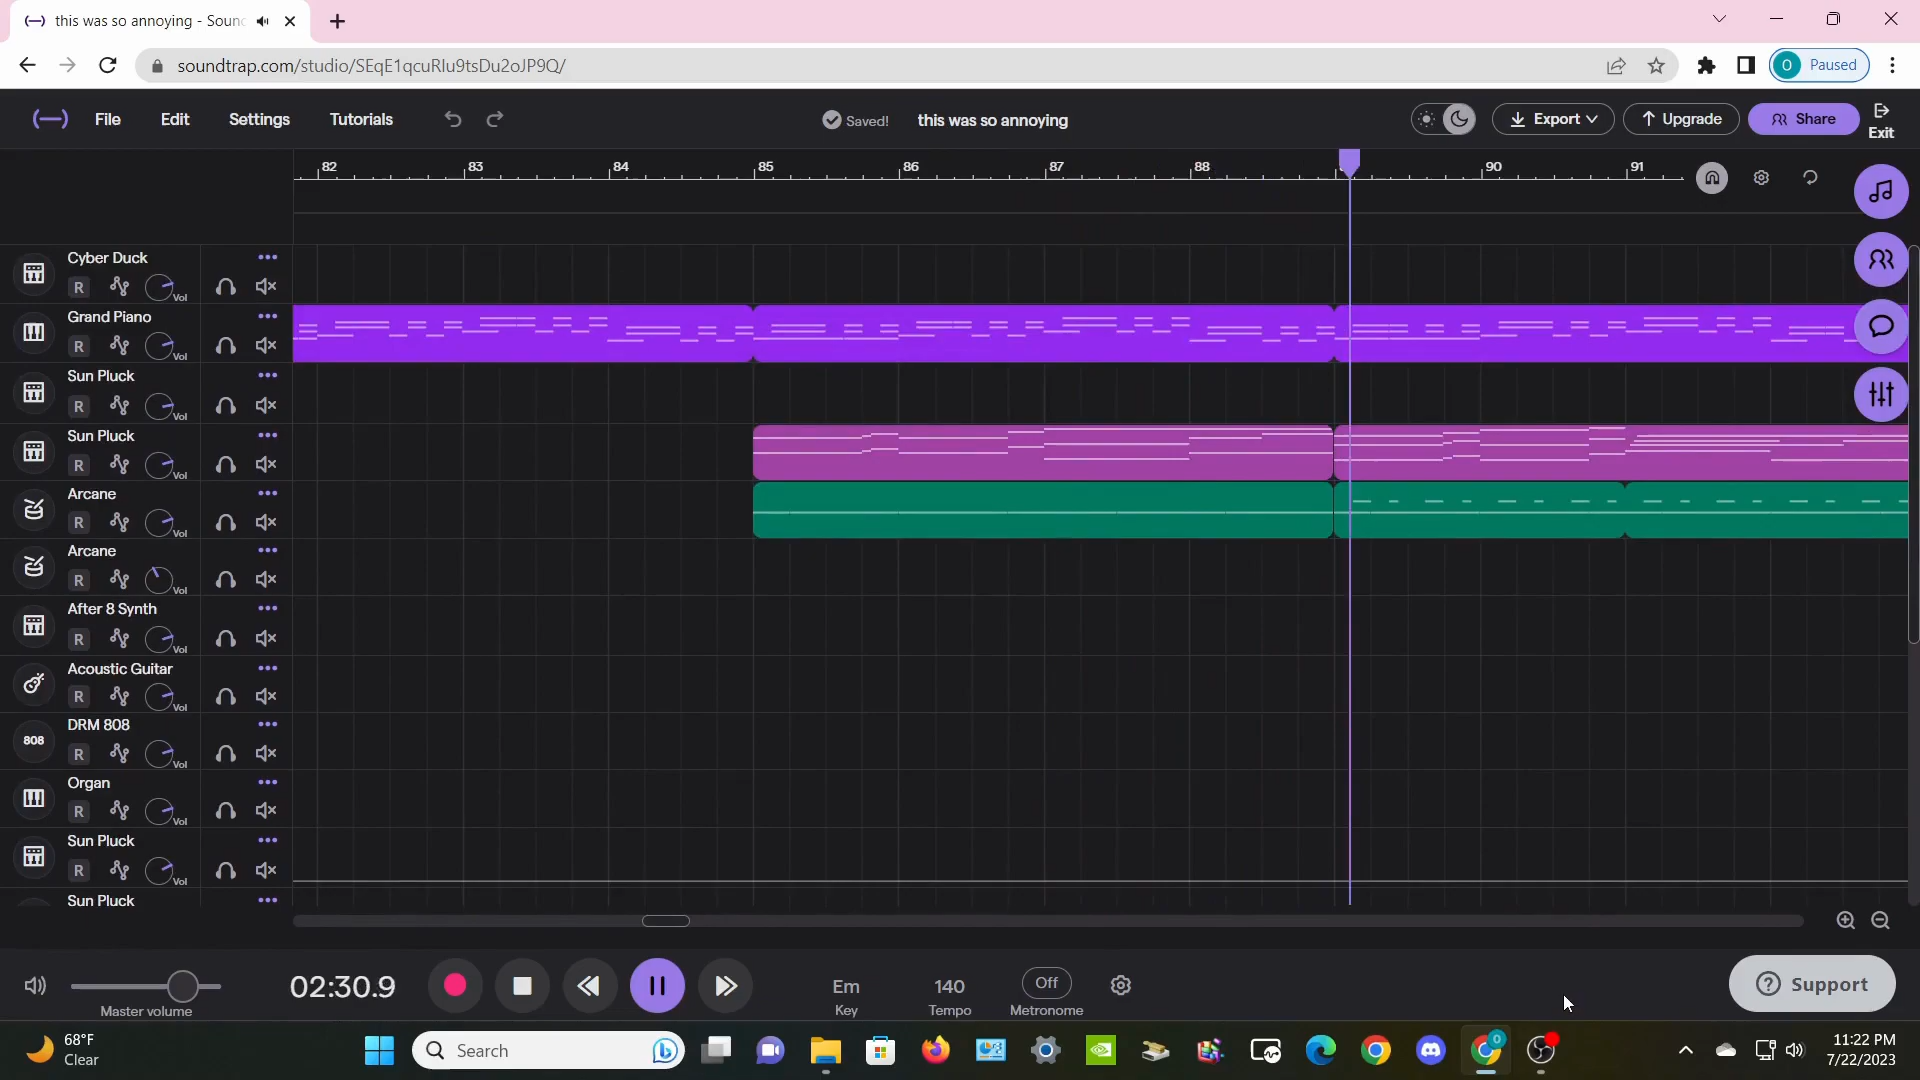 this was so annoying - Soun
soundtrap.com/studio/SEqE1qcuRIu9tsDu2oJP9Q/
O Paused
File Edit Settings Tutorials
Saved! this was so annoying
Export Upgrade Share Exit
82 83 84 85 86 87 88 90 91
Cyber Duck
R Vol
Grand Piano
R Vol
Sun Pluck
R Vol
Sun Pluck
R Vol
Arcane
R Vol
Arcane
R Vol
After 8 Synth
R Vol
Acoustic Guitar
R Vol
DRM 808
808 R Vol
Organ
R Vol
Sun Pluck
R Vol
Sun Pluck
Master volume
02:30.9
Em
Key
140
Tempo
Off
Metronome
Support
68°F
Clear
Search
11:22 PM
7/22/2023